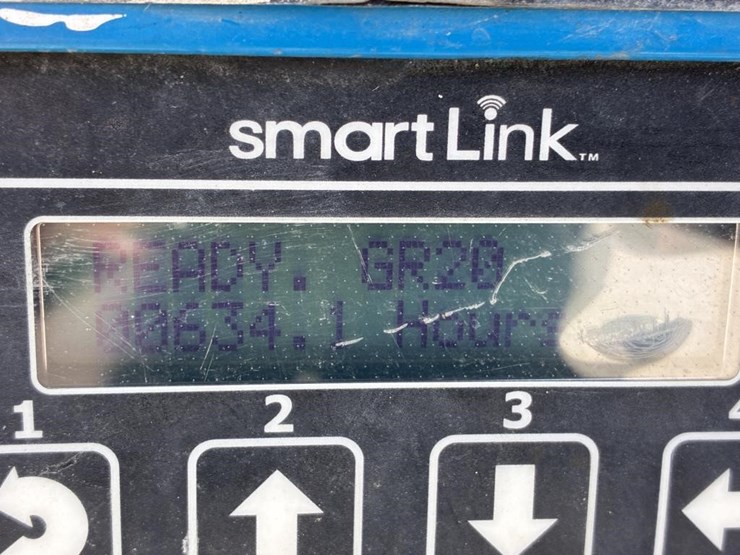 smart Link™
READY. GR20
00634.1 Hours
1 2 3 4